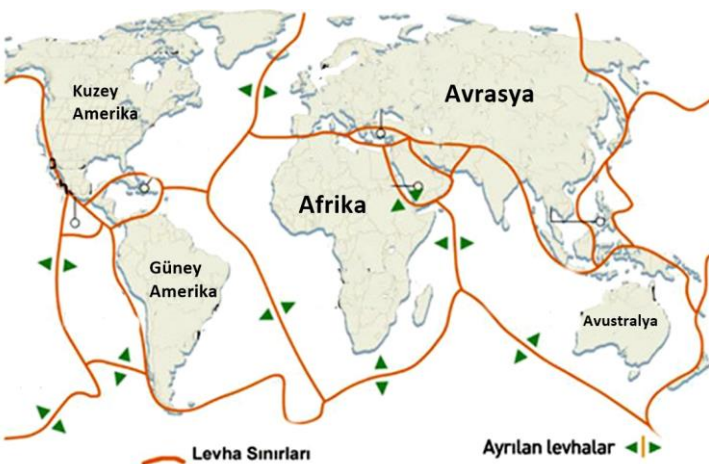 Kuzey
Amerika
Avrasya
Afrika
Güney
Amerika
Avustralya
Levha Sınırları
Ayrılan levhalar